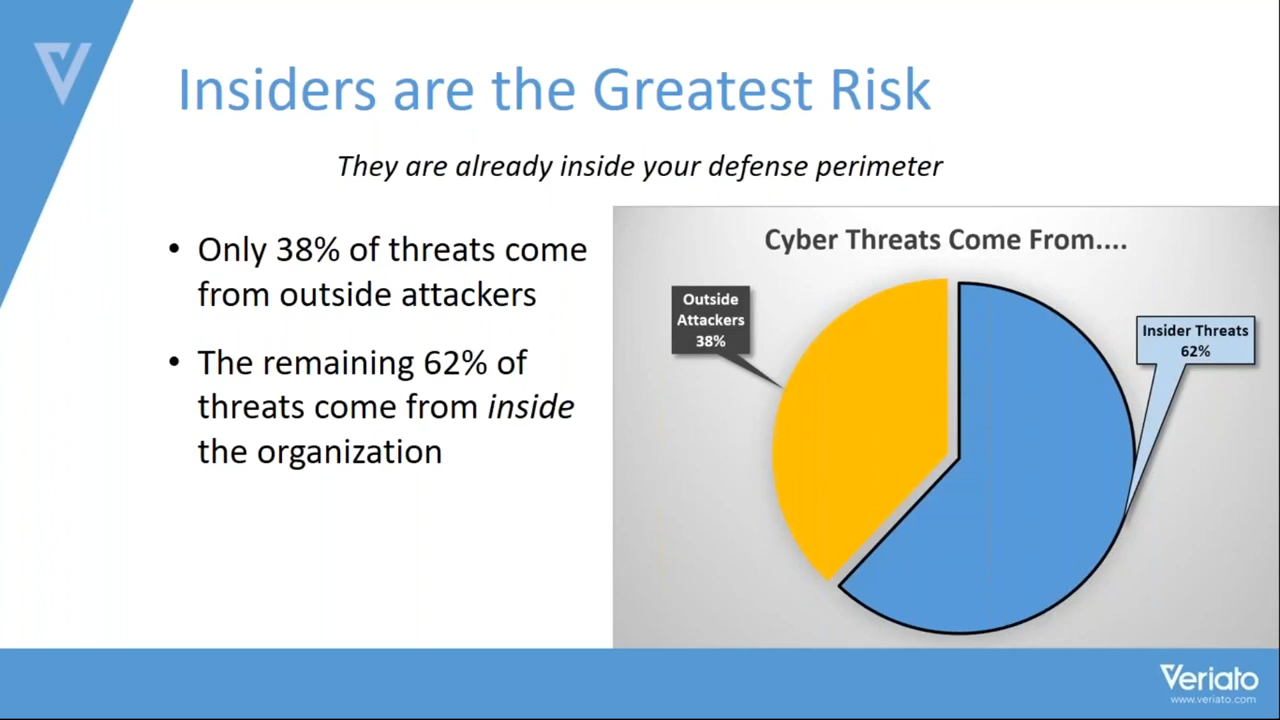 Insiders are the Greatest Risk
They are already inside your defense perimeter
• Only 38% of threats come
from outside attackers
• The remaining 62% of
threats come from inside
the organization
Cyber Threats Come From....
Outside
Attackers
38%
Insider Threats
62%
Veriato
www.veriato.com